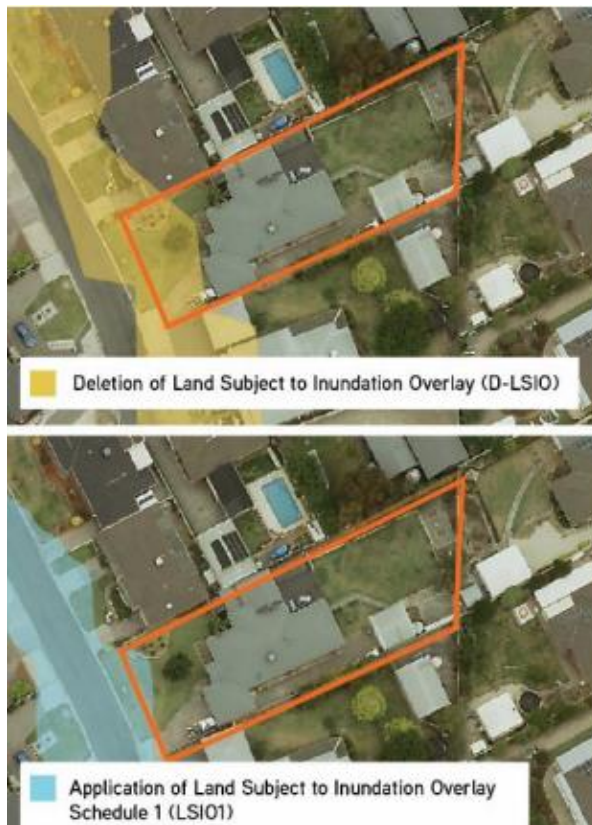 Deletion of Land Subject to Inundation Overlay (D-LSIO)
Application of Land Subject to Inundation Overlay
Schedule 1 (LSIO1)